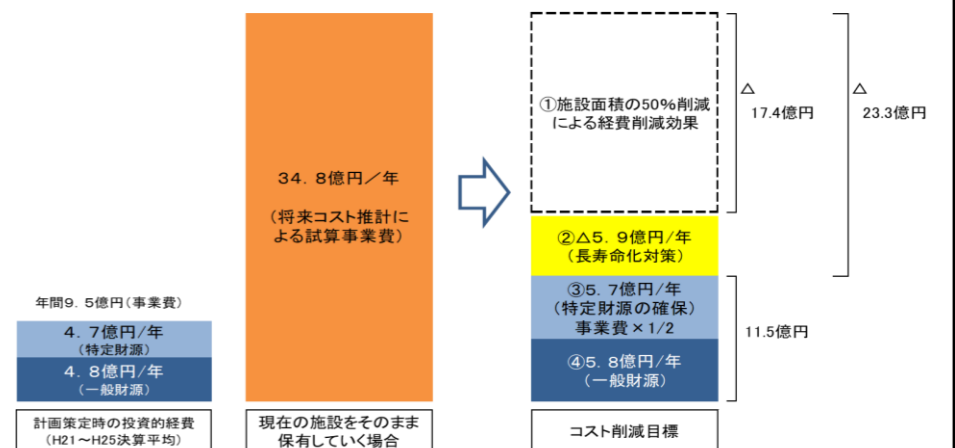 年間9．5億円(事業費)
4．7億円/年
(特定財源)
4．8億円/年
(一般財源)
計画策定時の投資的経費
(H21～H25決算平均)
34．8億円／年
(将来コスト推計に
よる試算事業費)
現在の施設をそのまま
保有していく場合
①施設面積の50%削減
による経費削減効果
②△5．9億円/年
(長寿命化対策)
③5．7億円/年
(特定財源の確保)
事業費×1/2
④5．8億円/年
(一般財源)
コスト削減目標
△
17.4億円
△
23.3億円
11.5億円